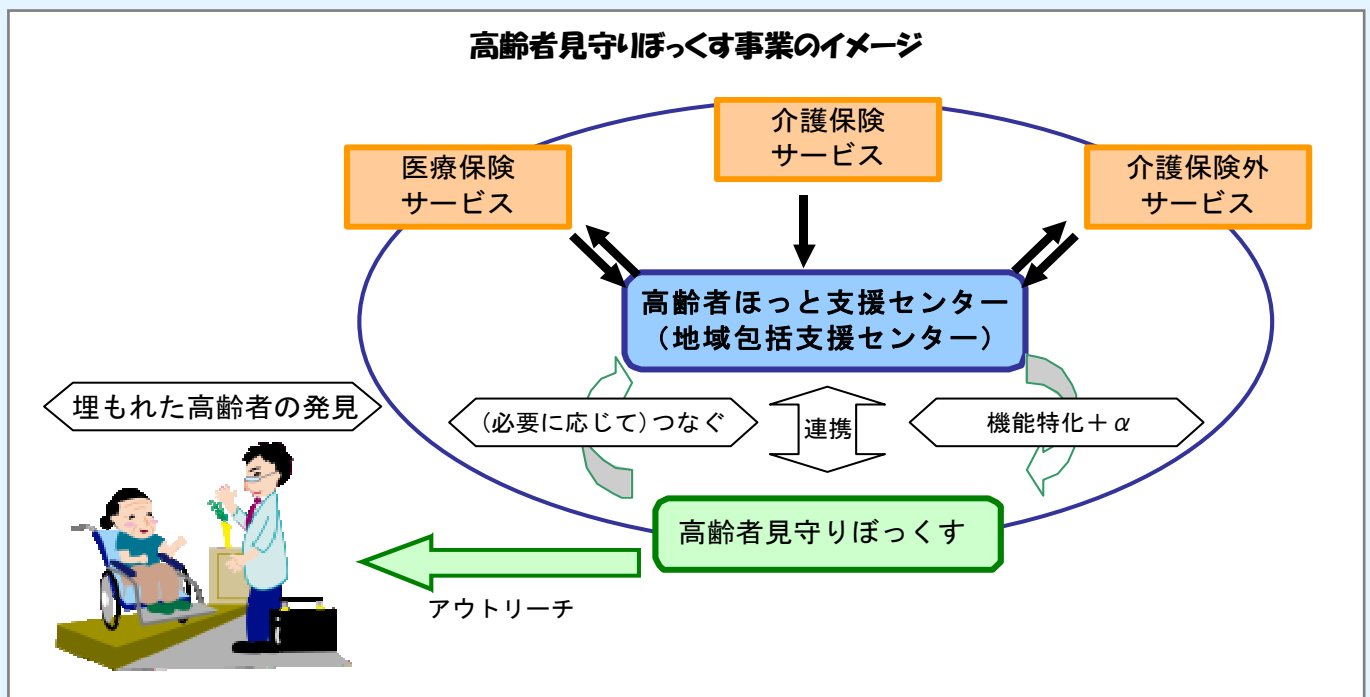 高齢者見守りぼっくす事業のイメージ
介護保険
サービス
医療保険
サービス
介護保険外
サービス
高齢者ほっと支援センター
（地域包括支援センター）
埋もれた高齢者の発見
(必要に応じて)つなぐ
連携
機能特化＋α
高齢者見守りぼっくす
アウトリーチ